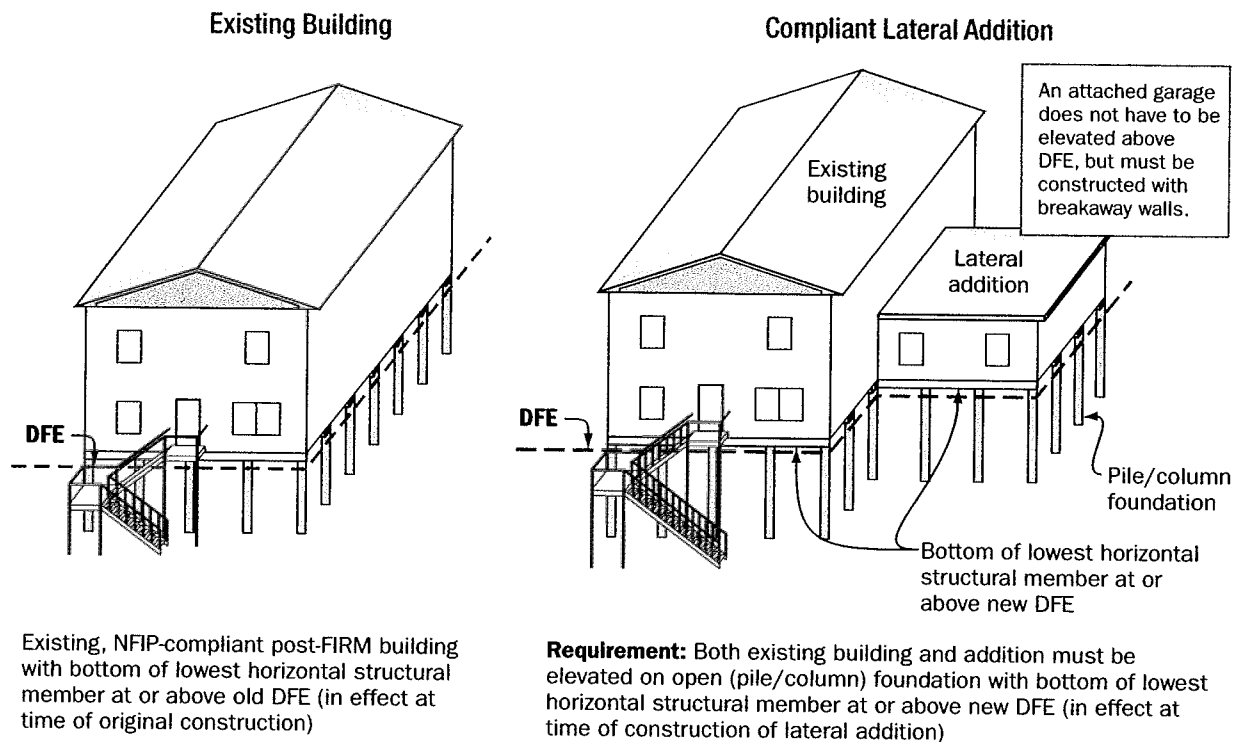 Existing Building
DFE
Existing, NFIP-compliant post-FIRM building
with bottom of lowest horizontal structural
member at or above old DFE (in effect at
time of original construction)
Compliant Lateral Addition
An attached garage
does not have to be
elevated above
DFE, but must be
constructed with
breakaway walls.
Existing
building
Lateral
addition
DFE
Pile/column
foundation
Bottom of lowest horizontal
structural member at or
above new DFE
Requirement: Both existing building and addition must be
elevated on open (pile/column) foundation with bottom of lowest
horizontal structural member at or above new DFE (in effect at
time of construction of lateral addition)